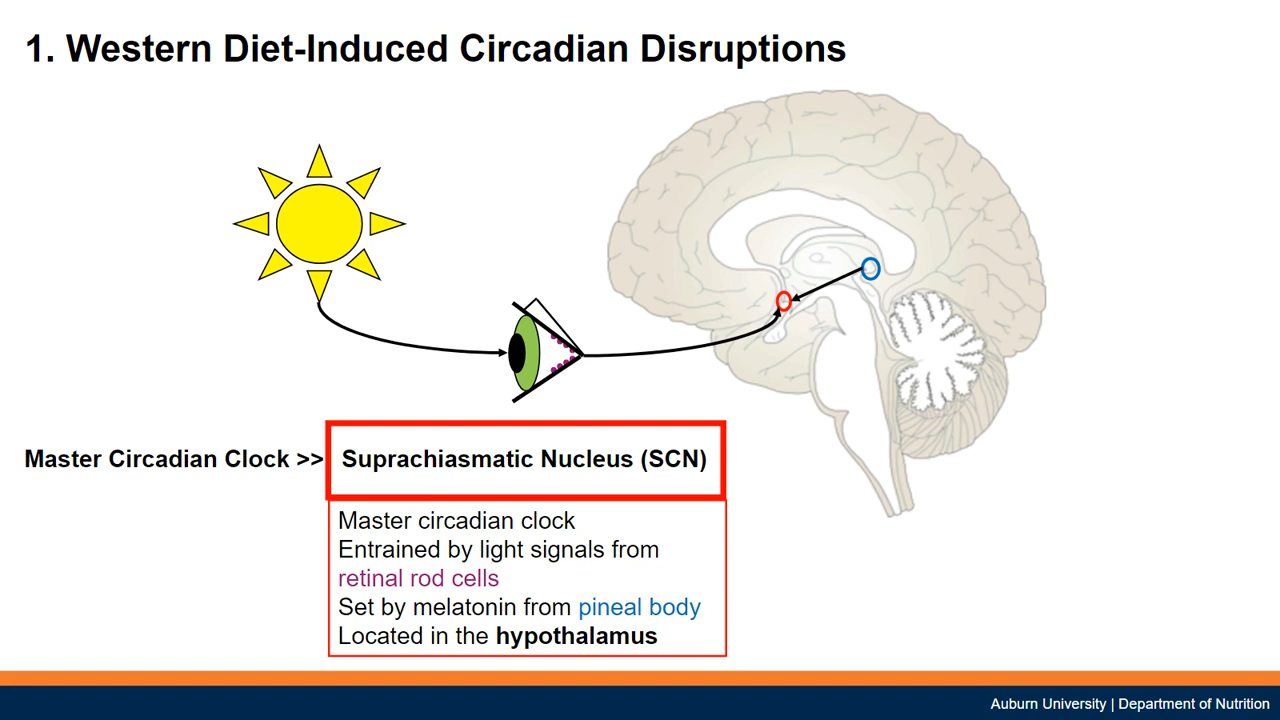 1. Western Diet-Induced Circadian Disruptions
Master Circadian Clock >>
Suprachiasmatic Nucleus (SCN)
Master circadian clock
Entrained by light signals from
retinal rod cells
Set by melatonin from pineal body
Located in the hypothalamus
Auburn University | Department of Nutrition